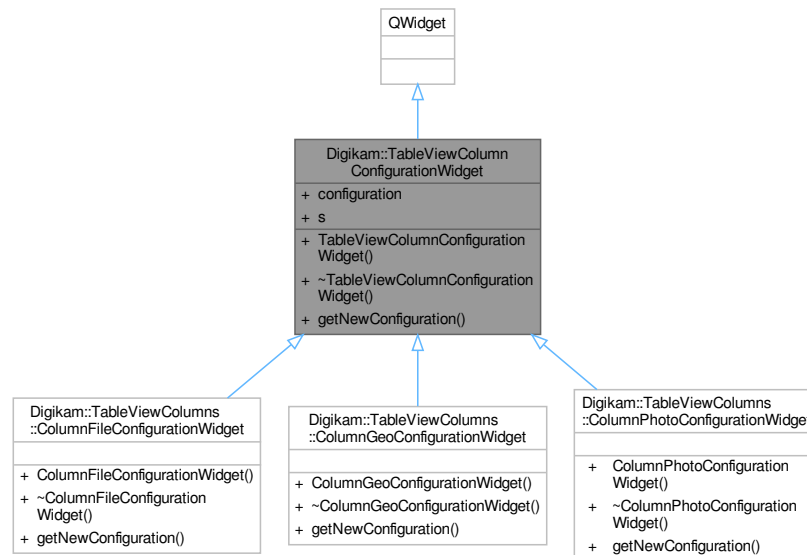 QWidget
Digikam::TableViewColumn
ConfigurationWidget
+ configuration
+ s
+ TableViewColumnConfiguration
Widget()
+ ~TableViewColumnConfiguration
Widget()
+ getNewConfiguration()
Digikam::TableViewColumns
::ColumnFileConfigurationWidget
+ ColumnFileConfigurationWidget()
+ ~ColumnFileConfiguration
Widget()
+ getNewConfiguration()
Digikam::TableViewColumns
::ColumnGeoConfigurationWidget
+ ColumnGeoConfigurationWidget()
+ ~ColumnGeoConfigurationWidget()
+ getNewConfiguration()
Digikam::TableViewColumns
::ColumnPhotoConfigurationWidget
+ ColumnPhotoConfiguration
Widget()
+ ~ColumnPhotoConfiguration
Widget()
+ getNewConfiguration()